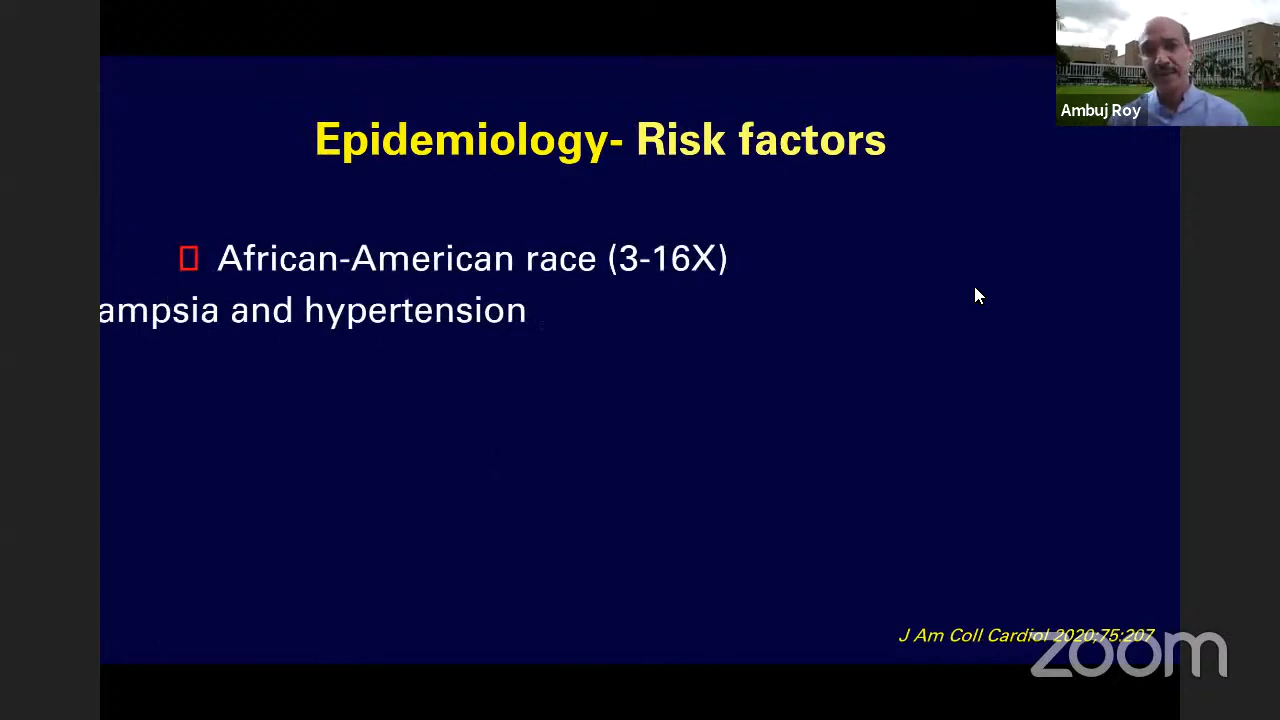 Ambuj Roy
Epidemiology- Risk factors
African-American race (3-16X)
ampsia and hypertension
J Am Coll Cardiol 2020;75:207
zoom